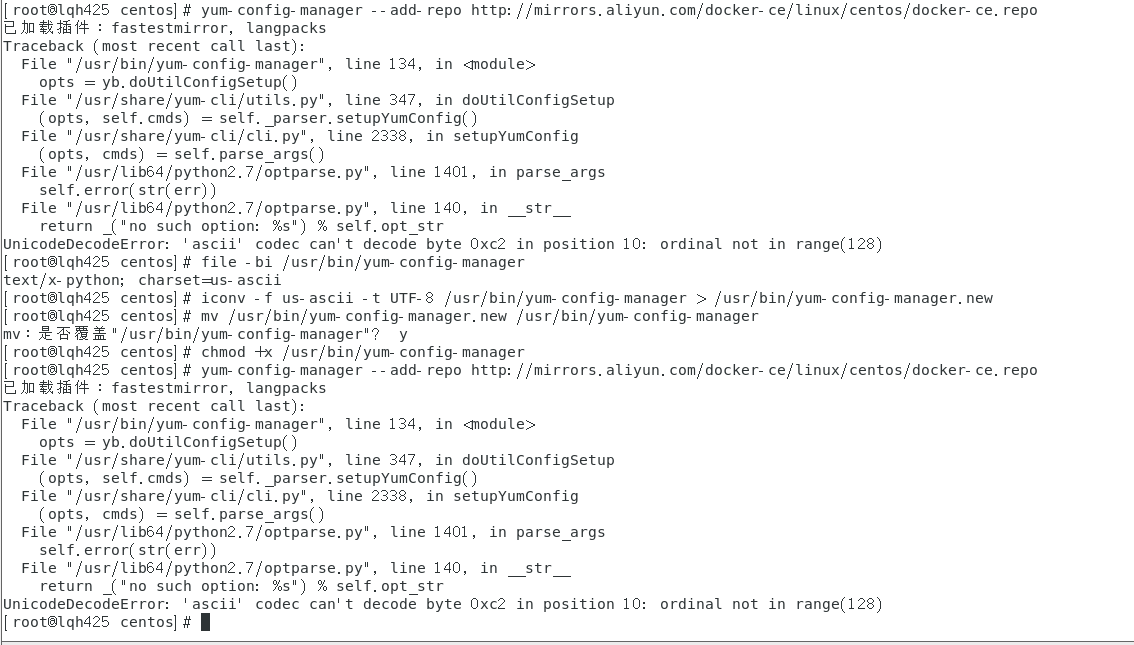 [root@lqh425 centos]# yum-config-manager --add-repo http://mirrors.aliyun.com/docker-ce/linux/centos/docker-ce.repo
已加载插件：fastestmirror, langpacks
Traceback (most recent call last):
  File "/usr/bin/yum-config-manager", line 134, in <module>
    opts = yb.doUtilConfigSetup()
  File "/usr/share/yum-cli/utils.py", line 347, in doUtilConfigSetup
    (opts, self.cmds) = self._parser.setupYumConfig()
  File "/usr/share/yum-cli/cli.py", line 2338, in setupYumConfig
    (opts, cmds) = self.parse_args()
  File "/usr/lib64/python2.7/optparse.py", line 1401, in parse_args
    self.error(str(err))
  File "/usr/lib64/python2.7/optparse.py", line 140, in __str__
    return _("no such option: %s") % self.opt_str
UnicodeDecodeError: 'ascii' codec can't decode byte 0xc2 in position 10: ordinal not in range(128)
[root@lqh425 centos]# file -bi /usr/bin/yum-config-manager
text/x-python; charset=us-ascii
[root@lqh425 centos]# iconv -f us-ascii -t UTF-8 /usr/bin/yum-config-manager > /usr/bin/yum-config-manager.new
[root@lqh425 centos]# mv /usr/bin/yum-config-manager.new /usr/bin/yum-config-manager
mv：是否覆盖"/usr/bin/yum-config-manager"？ y
[root@lqh425 centos]# chmod +x /usr/bin/yum-config-manager
[root@lqh425 centos]# yum-config-manager --add-repo http://mirrors.aliyun.com/docker-ce/linux/centos/docker-ce.repo
已加载插件：fastestmirror, langpacks
Traceback (most recent call last):
  File "/usr/bin/yum-config-manager", line 134, in <module>
    opts = yb.doUtilConfigSetup()
  File "/usr/share/yum-cli/utils.py", line 347, in doUtilConfigSetup
    (opts, self.cmds) = self._parser.setupYumConfig()
  File "/usr/share/yum-cli/cli.py", line 2338, in setupYumConfig
    (opts, cmds) = self.parse_args()
  File "/usr/lib64/python2.7/optparse.py", line 1401, in parse_args
    self.error(str(err))
  File "/usr/lib64/python2.7/optparse.py", line 140, in __str__
    return _("no such option: %s") % self.opt_str
UnicodeDecodeError: 'ascii' codec can't decode byte 0xc2 in position 10: ordinal not in range(128)
[root@lqh425 centos]#